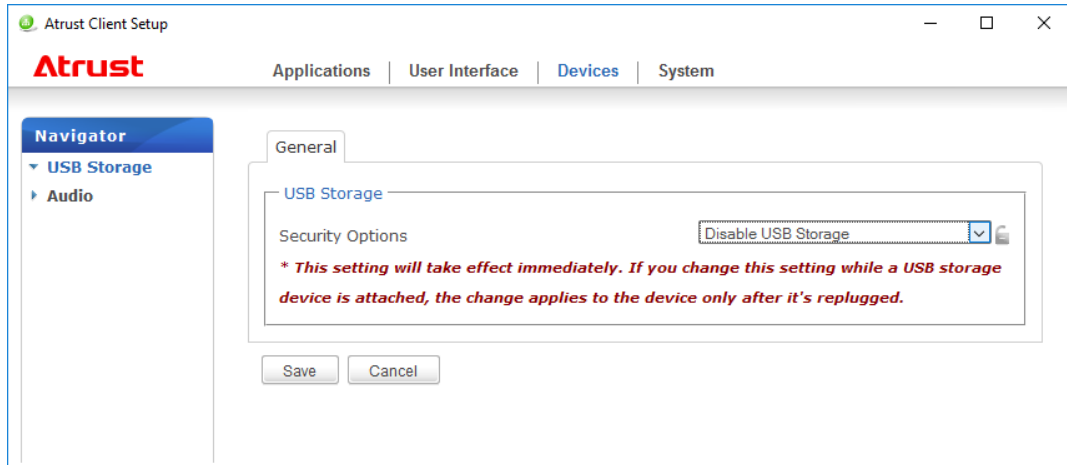 Atrust Client Setup
Atrust
Applications
User Interface
Devices
System
Navigator
USB Storage
Audio
General
USB Storage
Security Options
Disable USB Storage
* This setting will take effect immediately. If you change this setting while a USB storage
device is attached, the change applies to the device only after it's replugged.
Save
Cancel